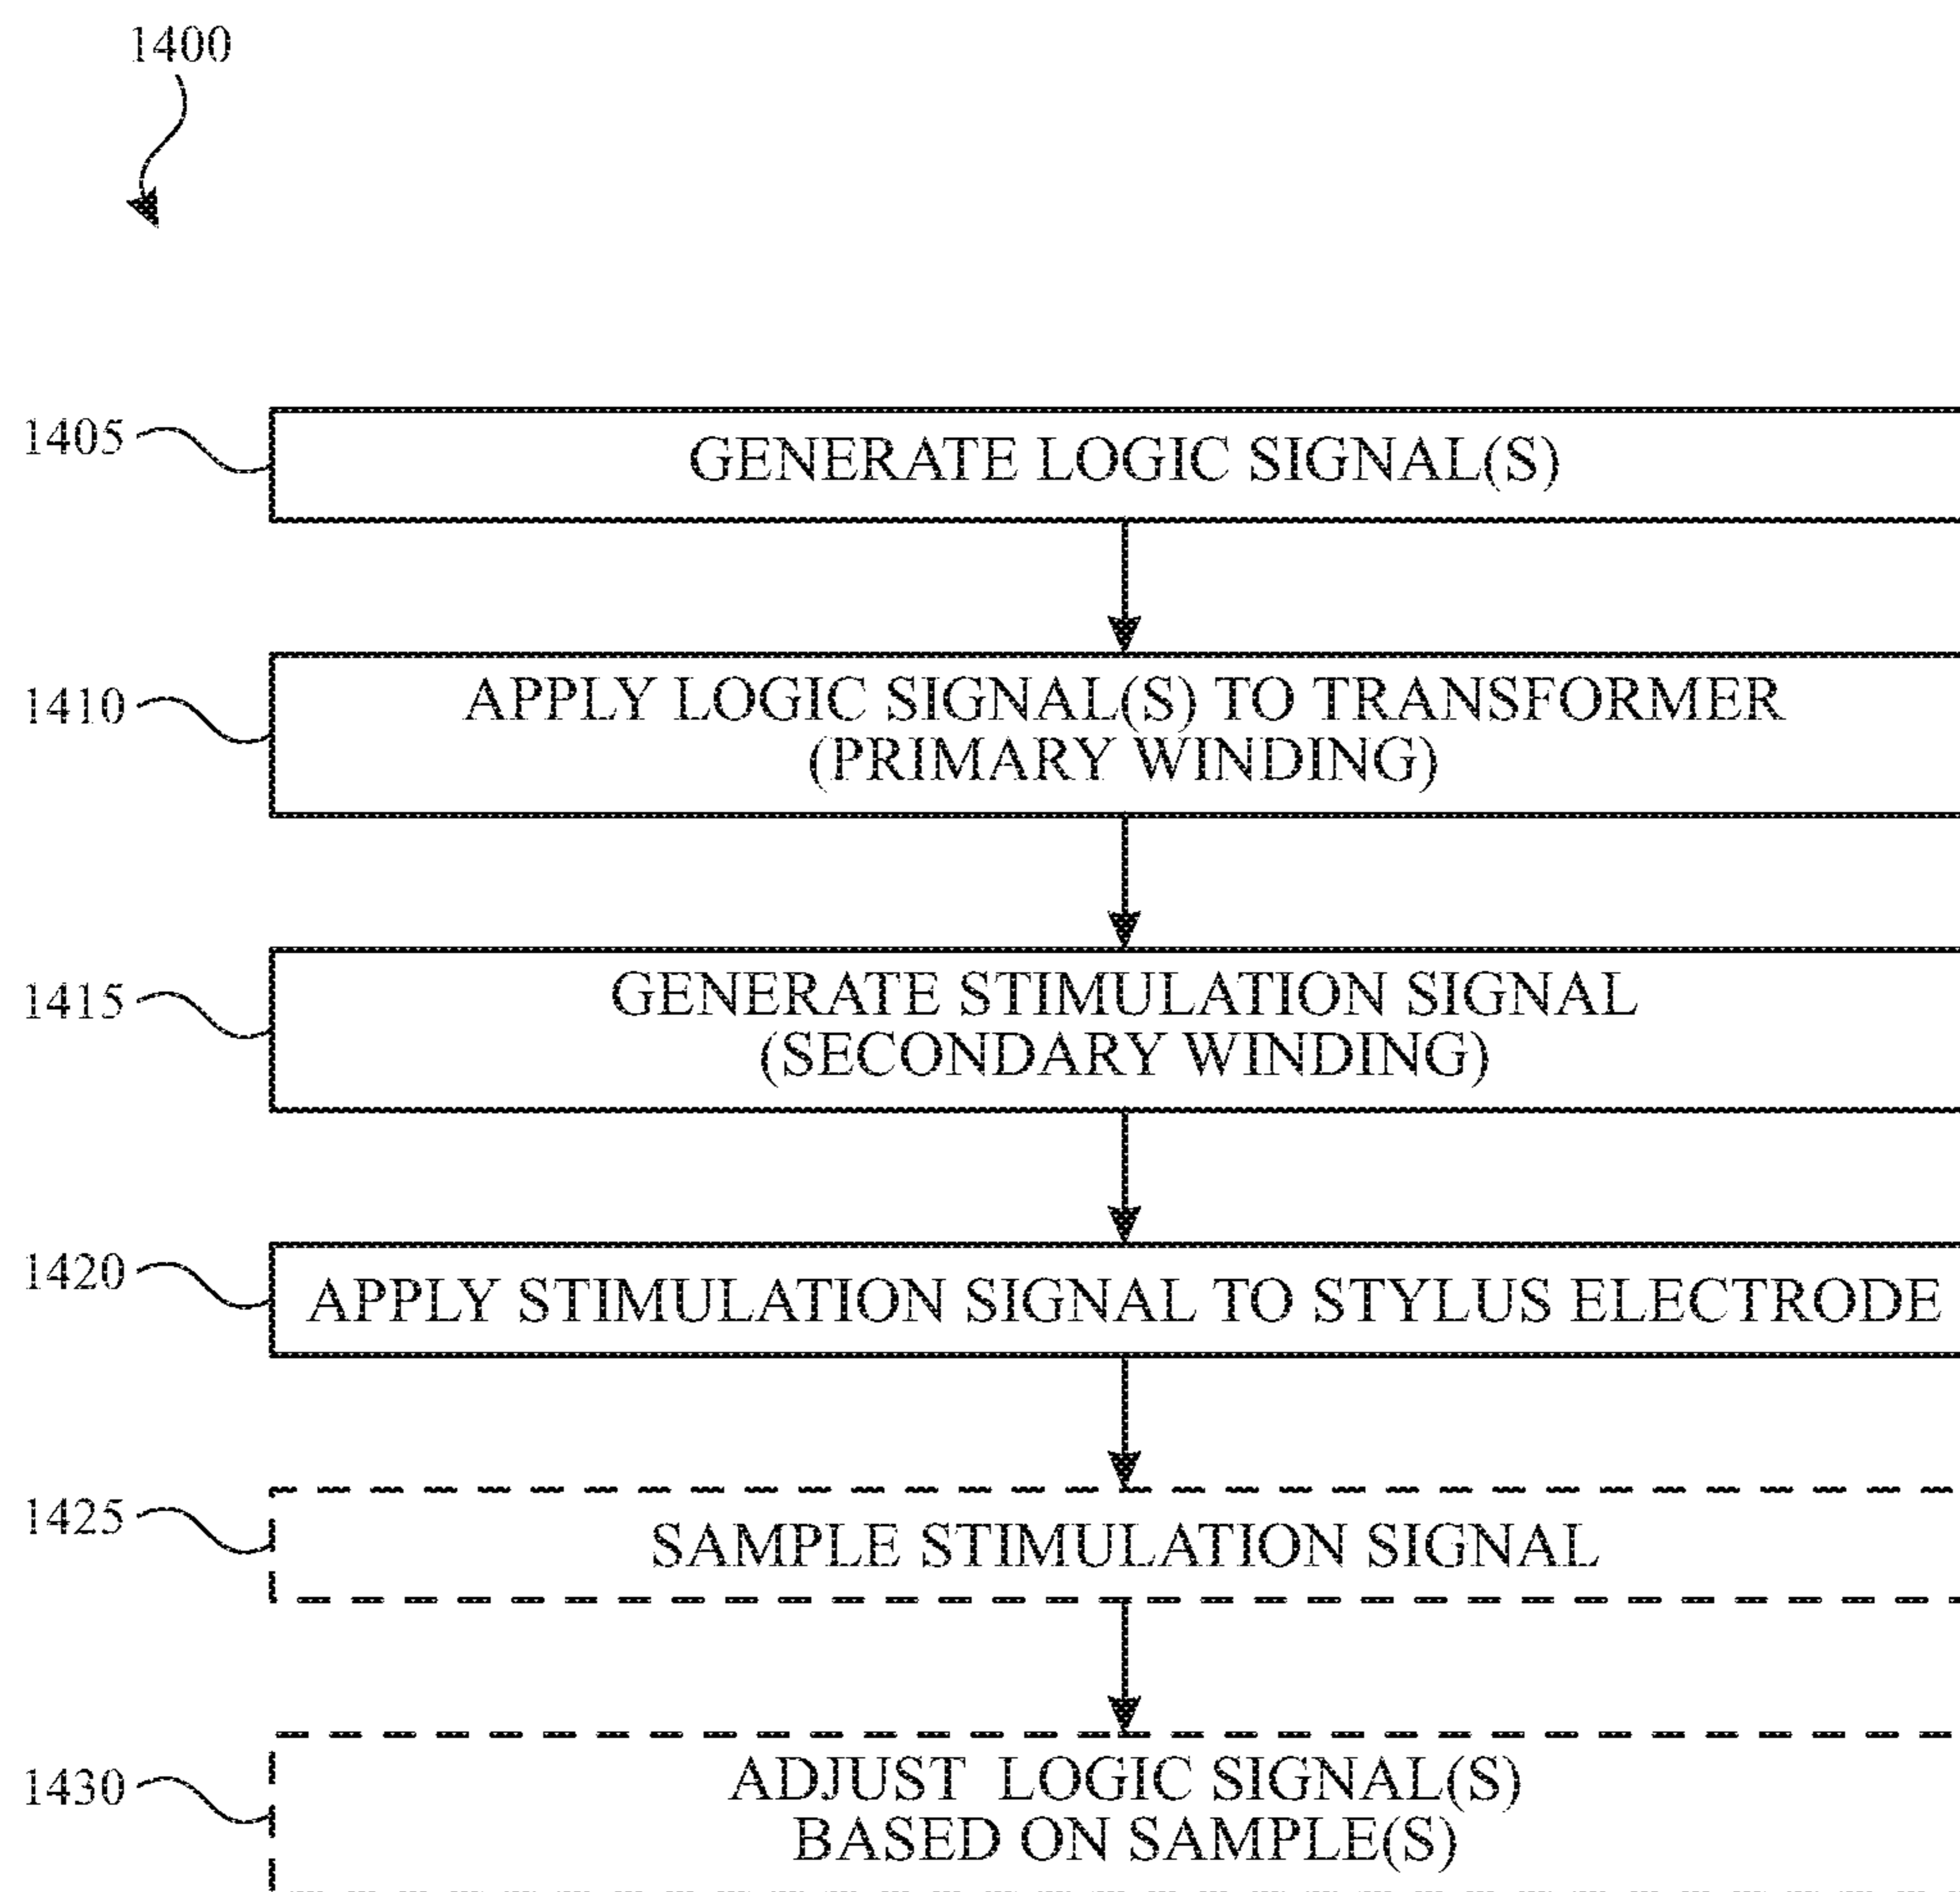 1400
1405
GENERATE LOGIC SIGNAL(S)
1410
APPLY LOGIC SIGNAL(S) TO TRANSFORMER
(PRIMARY WINDING)
1415
GENERATE STIMULATION SIGNAL
(SECONDARY WINDING)
1420
APPLY STIMULATION SIGNAL TO STYLUS ELECTRODE
1425
SAMPLE STIMULATION SIGNAL
1430
ADJUST LOGIC SIGNAL(S)
BASED ON SAMPLE(S)